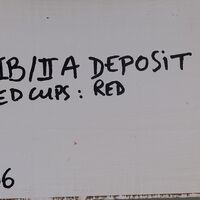 IB/IIA DEPOSIT
ED CUPS: RED
6